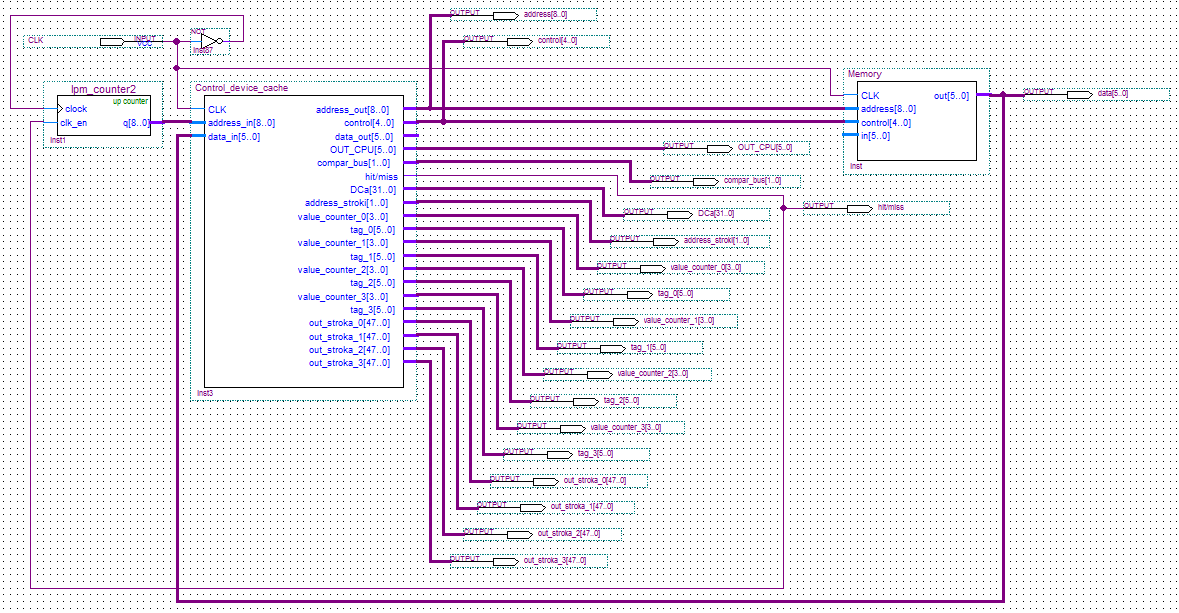 OUTPUT address[8..0]
CLK INPUT VCC
NOT
inst67
OUTPUT control[4..0]
lpm_counter2
up counter
clock
clk_en q[8..0]
inst1
Control_device_cache
CLK
address_in[8..0]
data_in[5..0]
address_out[8..0]
control[4..0]
data_out[5..0]
OUT_CPU[5..0]
compar_bus[1..0]
hit/miss
DCa[31..0]
address_stroki[1..0]
value_counter_0[3..0]
tag_0[5..0]
value_counter_1[3..0]
tag_1[5..0]
value_counter_2[3..0]
tag_2[5..0]
value_counter_3[3..0]
tag_3[5..0]
out_stroka_0[47..0]
out_stroka_1[47..0]
out_stroka_2[47..0]
out_stroka_3[47..0]
inst3
Memory
CLK
address[8..0]
control[4..0]
in[5..0]
out[5..0]
inst
OUTPUT data[5..0]
OUTPUT OUT_CPU[5..0]
OUTPUT compar_bus[1..0]
OUTPUT hit/miss
OUTPUT DCa[31..0]
OUTPUT address_stroki[1..0]
OUTPUT value_counter_0[3..0]
OUTPUT tag_0[5..0]
OUTPUT value_counter_1[3..0]
OUTPUT tag_1[5..0]
OUTPUT value_counter_2[3..0]
OUTPUT tag_2[5..0]
OUTPUT value_counter_3[3..0]
OUTPUT tag_3[5..0]
OUTPUT out_stroka_0[47..0]
OUTPUT out_stroka_1[47..0]
OUTPUT out_stroka_2[47..0]
OUTPUT out_stroka_3[47..0]